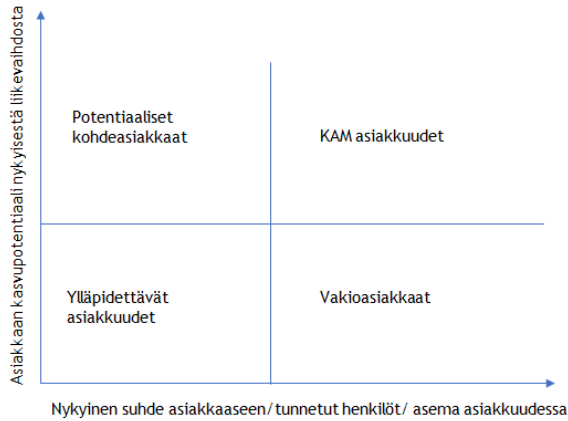 Asiakkaan kasvupotentiaali nykyisestä liikevaihdosta
Potentiaaliset
kohdeasiakkaat
KAM asiakkuudet
Ylläpidettävät
asiakkuudet
Vakioasiakkaat
Nykyinen suhde asiakkaaseen/ tunnetut henkilöt/ asema asiakkuudessa